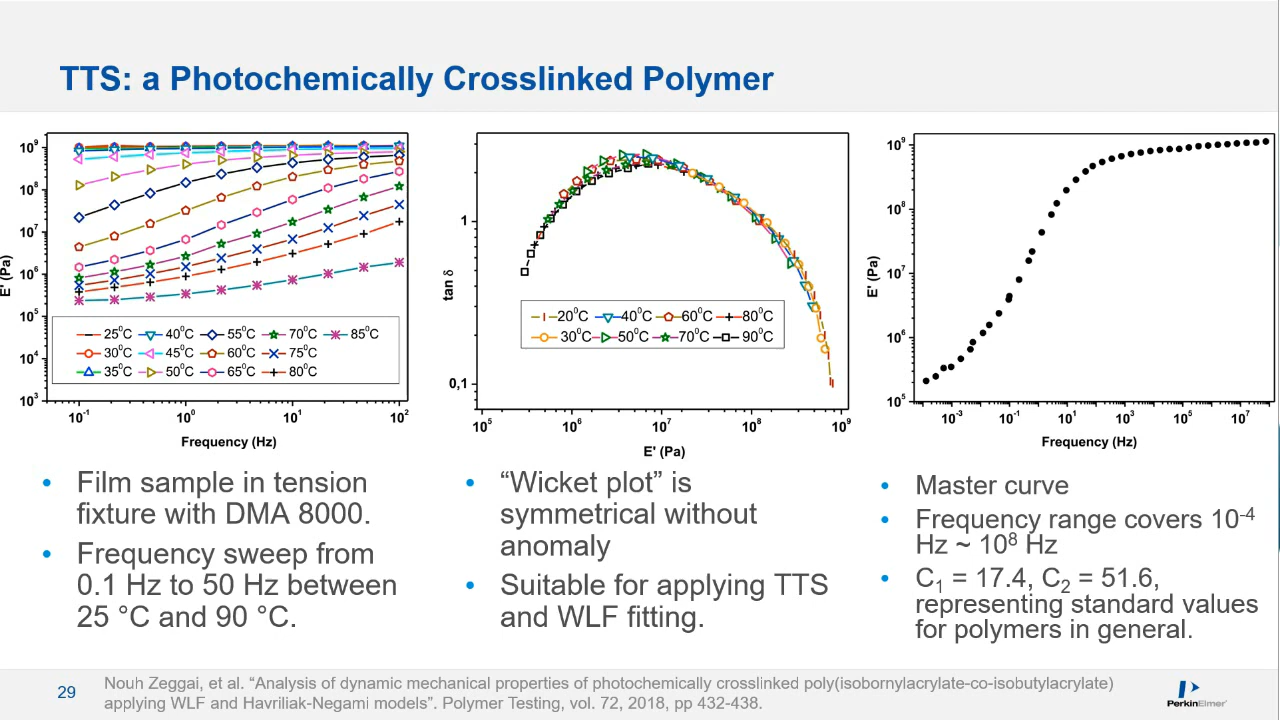 TTS: a Photochemically Crosslinked Polymer
E' (Pa)
10⁹
10⁸
10⁷
10⁶
10⁵
10⁴
10³
25⁰C 40⁰C 55⁰C 70⁰C 85⁰C
30⁰C 45⁰C 60⁰C 75⁰C
35⁰C 50⁰C 65⁰C 80⁰C
10⁻¹ 10⁰ 10¹ 10²
Frequency (Hz)
tan δ
1
0,1
20⁰C 40⁰C 60⁰C 80⁰C
30⁰C 50⁰C 70⁰C 90⁰C
10⁵ 10⁶ 10⁷ 10⁸ 10⁹
E' (Pa)
E' (Pa)
10⁹
10⁸
10⁷
10⁶
10⁵
10⁻³ 10⁻¹ 10¹ 10³ 10⁵ 10⁷
Frequency (Hz)
• Film sample in tension
fixture with DMA 8000.
• Frequency sweep from
0.1 Hz to 50 Hz between
25 °C and 90 °C.
• “Wicket plot” is
symmetrical without
anomaly
• Suitable for applying TTS
and WLF fitting.
• Master curve
• Frequency range covers 10⁻⁴
Hz ~ 10⁸ Hz
• C₁ = 17.4, C₂ = 51.6,
representing standard values
for polymers in general.
29
Nouh Zeggai, et al. “Analysis of dynamic mechanical properties of photochemically crosslinked poly(isobornylacrylate-co-isobutylacrylate)
applying WLF and Havriliak-Negami models”. Polymer Testing, vol. 72, 2018, pp 432-438.
PerkinElmer